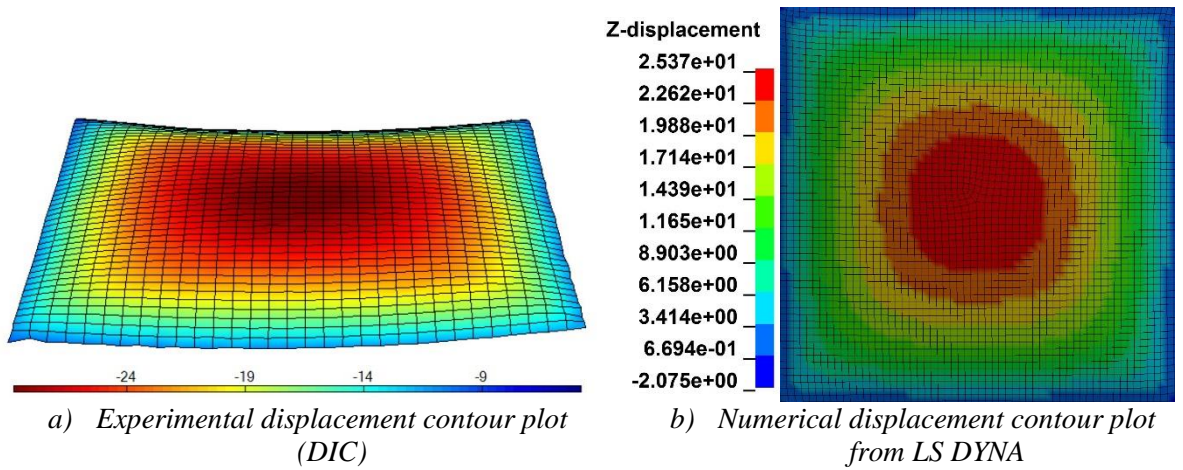 Z-displacement
2.537e+01
2.262e+01
1.988e+01
1.714e+01
1.439e+01
1.165e+01
8.903e+00
6.158e+00
3.414e+00
6.694e-01
-2.075e+00
-24 -19 -14 -9
a) Experimental displacement contour plot
(DIC)
b) Numerical displacement contour plot
from LS DYNA